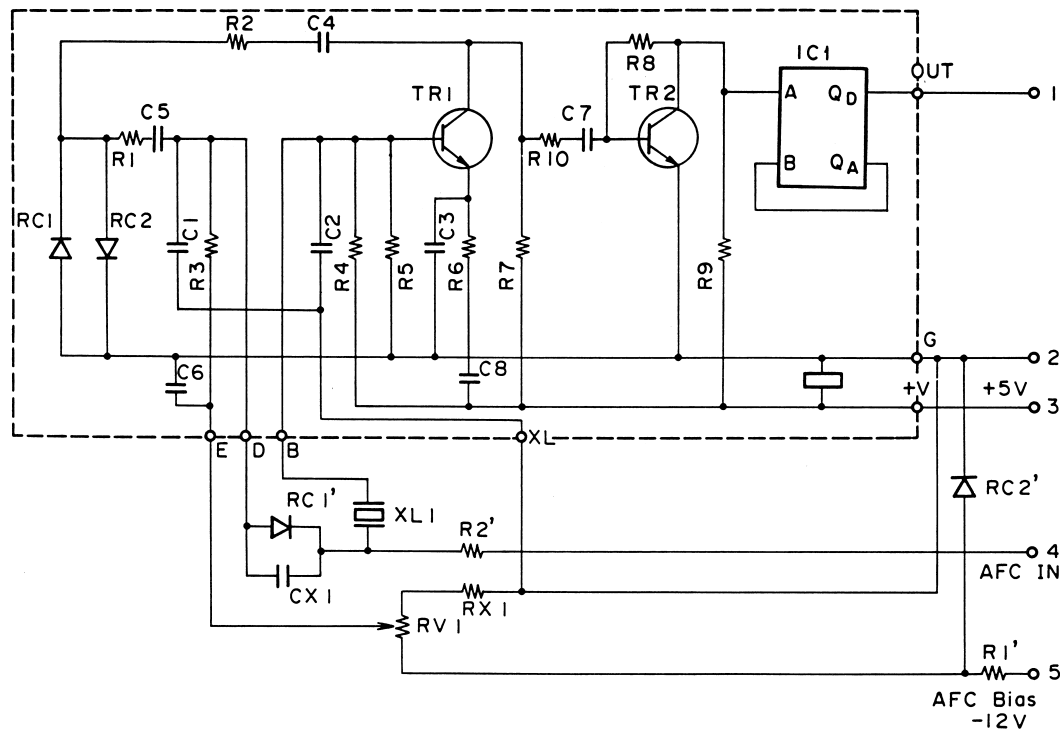 R2
C4
IC1
R8
OUT
TR1
TR2
A
QD
1
C5
C7
R1
R10
B
QA
RC1
RC2
C1
R3
C2
R4
R5
C3
R6
R7
R9
G
2
C6
C8
+V
+5V
3
E
D
B
XL
RC1'
XL1
RC2'
R2'
4
AFC IN
CX1
RX1
RV1
R1'
5
AFC Bias
-12V